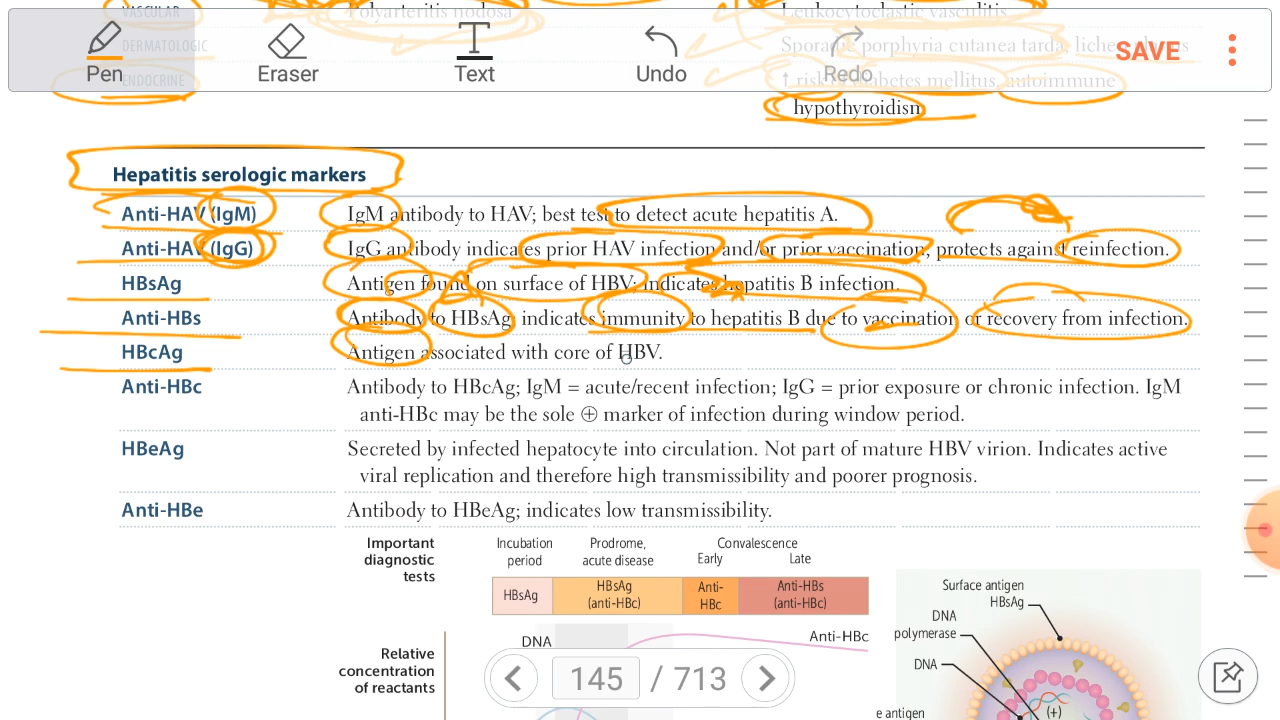 VASCULAR Polyarteritis nodosa Leukocytoclastic vasculitis
DERMATOLOGIC Sporadic porphyria cutanea tarda, lichen
ENDOCRINE ↑ risk of diabetes mellitus, autoimmune
hypothyroidism
Pen Eraser Text Undo Redo SAVE
Hepatitis serologic markers
Anti-HAV (IgM) IgM antibody to HAV; best test to detect acute hepatitis A.
Anti-HAV (IgG) IgG antibody indicates prior HAV infection and/or prior vaccination; protects against reinfection.
HBsAg Antigen found on surface of HBV; indicates hepatitis B infection.
Anti-HBs Antibody to HBsAg; indicates immunity to hepatitis B due to vaccination or recovery from infection.
HBcAg Antigen associated with core of HBV.
Anti-HBc Antibody to HBcAg; IgM = acute/recent infection; IgG = prior exposure or chronic infection. IgM
anti-HBc may be the sole ⊕ marker of infection during window period.
HBeAg Secreted by infected hepatocyte into circulation. Not part of mature HBV virion. Indicates active
viral replication and therefore high transmissibility and poorer prognosis.
Anti-HBe Antibody to HBeAg; indicates low transmissibility.
Important
diagnostic
tests
Incubation
period
Prodrome,
acute disease
Convalescence
Early Late
HBsAg
HBsAg
(anti-HBc)
Anti-
HBc
Anti-HBs
(anti-HBc)
Relative
concentration
of reactants
DNA
Anti-HBc
145 / 713
Surface antigen
HBsAg
DNA
polymerase
DNA
(+)
e antigen